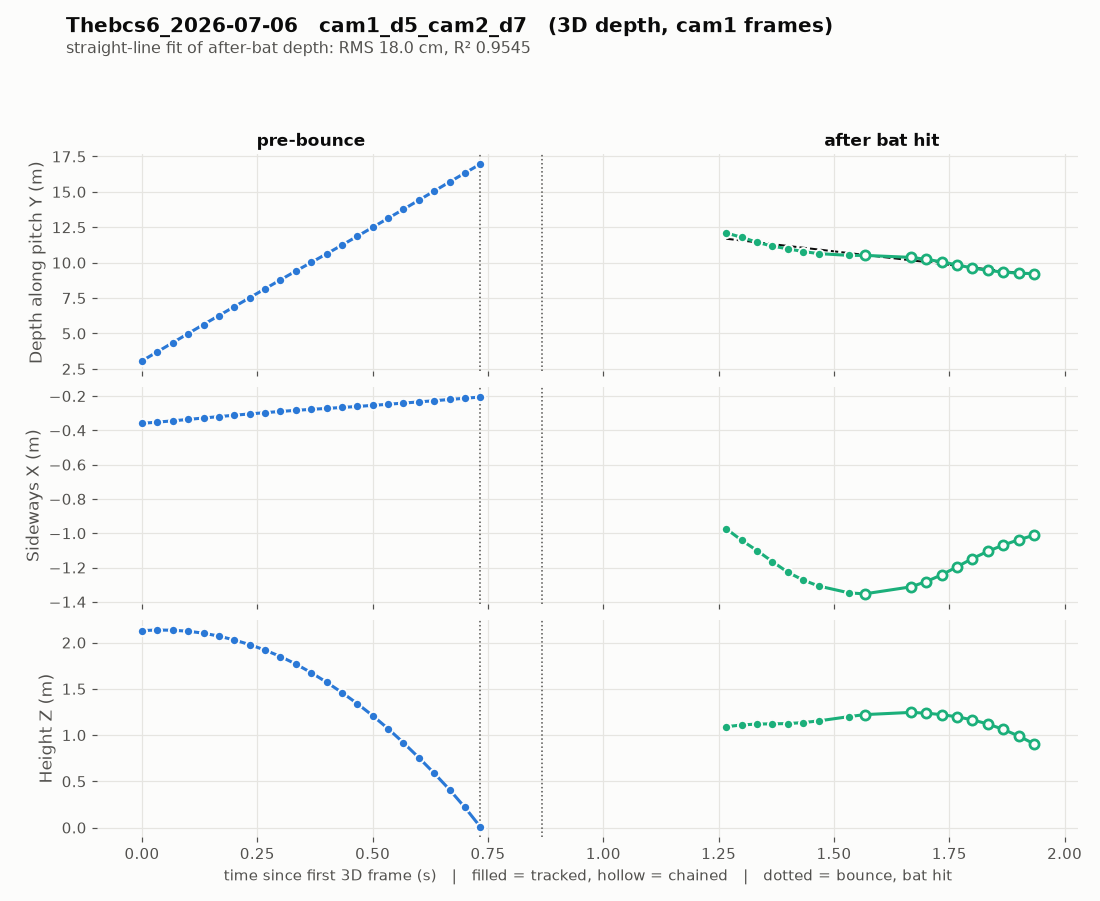 Thebcs6_2026-07-06   cam1_d5_cam2_d7   (3D depth, cam1 frames)
straight-line fit of after-bat depth: RMS 18.0 cm, R² 0.9545
pre-bounce
after bat hit
Depth along pitch Y (m)
17.5
15.0
12.5
10.0
7.5
5.0
2.5
Sideways X (m)
−0.2
−0.4
−0.6
−0.8
−1.0
−1.2
−1.4
Height Z (m)
2.0
1.5
1.0
0.5
0.0
0.00 0.25 0.50 0.75 1.00 1.25 1.50 1.75 2.00
time since first 3D frame (s)   |   filled = tracked, hollow = chained   |   dotted = bounce, bat hit